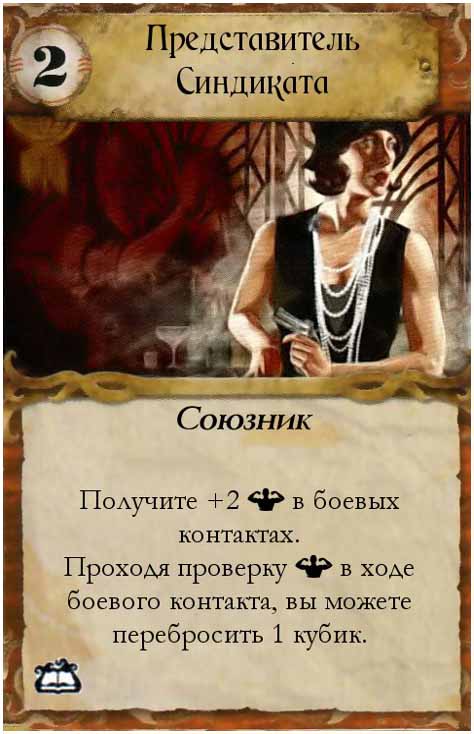 2
Представитель
Синдиката
Союзник
Получите +2 в боевых
контактах.
Проходя проверку в ходе
боевого контакта, вы можете
перебросить 1 кубик.